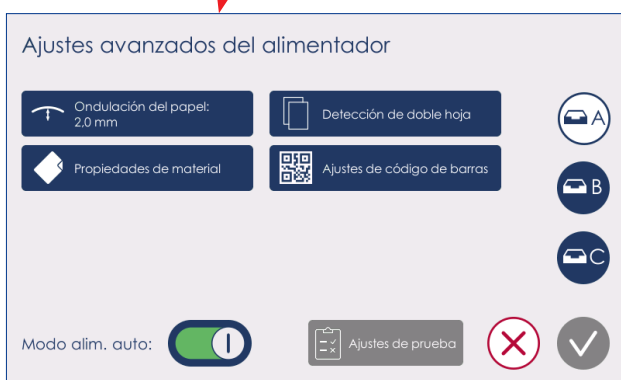 Ajustes avanzados del alimentador
Ondulación del papel:
2,0 mm
Detección de doble hoja
A
Propiedades de material
Ajustes de código de barras
B
C
Modo alim. auto:
Ajustes de prueba